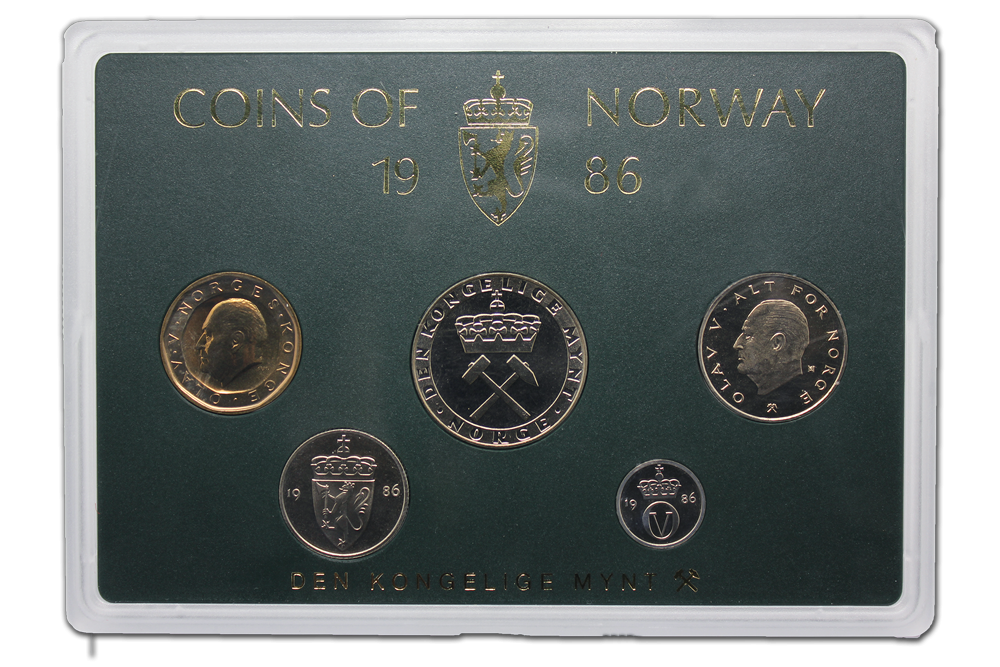 COINS OF NORWAY
19 86
OLAV · V · NORGES · KONGE ·
· DEN KONGELIGE MYNT ·
NORGE
OLAV V · ALT FOR NORGE
M
19 86
19 86
V
DEN KONGELIGE MYNT